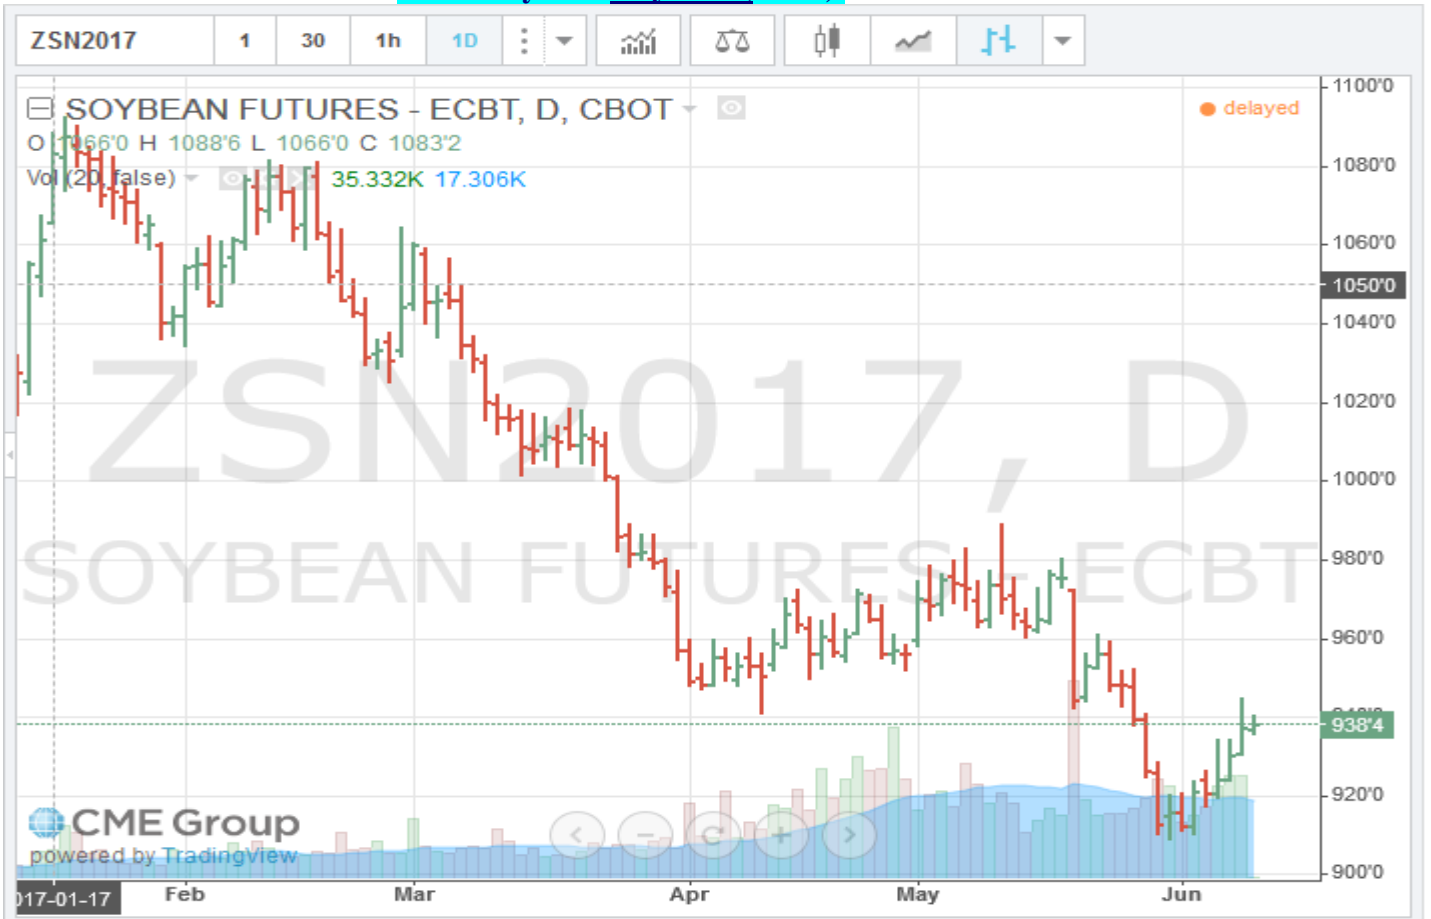 ZSN2017 1 30 1h 1D
SOYBEAN FUTURES - ECBT, D, CBOT
delayed
O 1066'0 H 1088'6 L 1066'0 C 1083'2
Vol (20, false) 35.332K 17.306K
1100'0
1080'0
1060'0
1050'0
1040'0
1020'0
1000'0
980'0
960'0
940'0
938'4
920'0
900'0
ZSN2017, D
SOYBEAN FUTURES - ECBT
CME Group
powered by TradingView
017-01-17 Feb Mar Apr May Jun